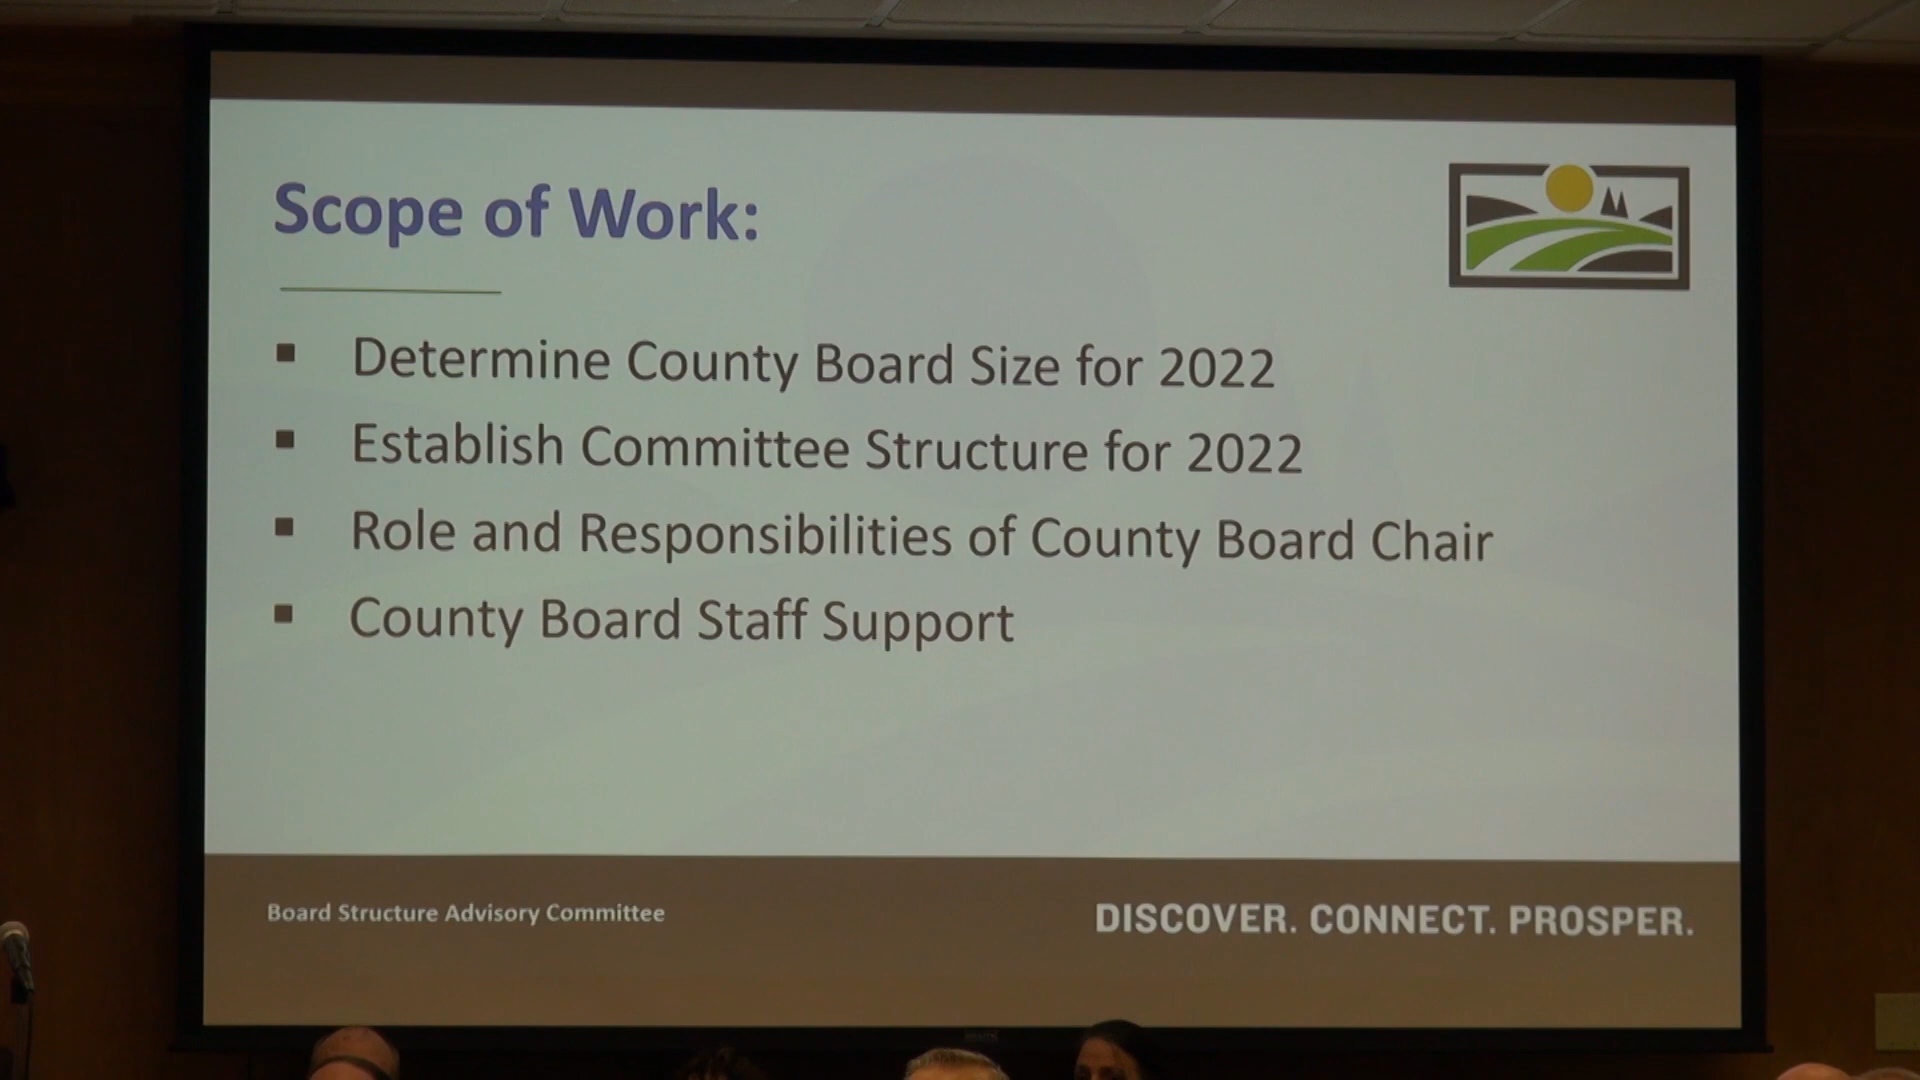 Scope of Work:
Determine County Board Size for 2022
Establish Committee Structure for 2022
Role and Responsibilities of County Board Chair
County Board Staff Support
Board Structure Advisory Committee
DISCOVER. CONNECT. PROSPER.